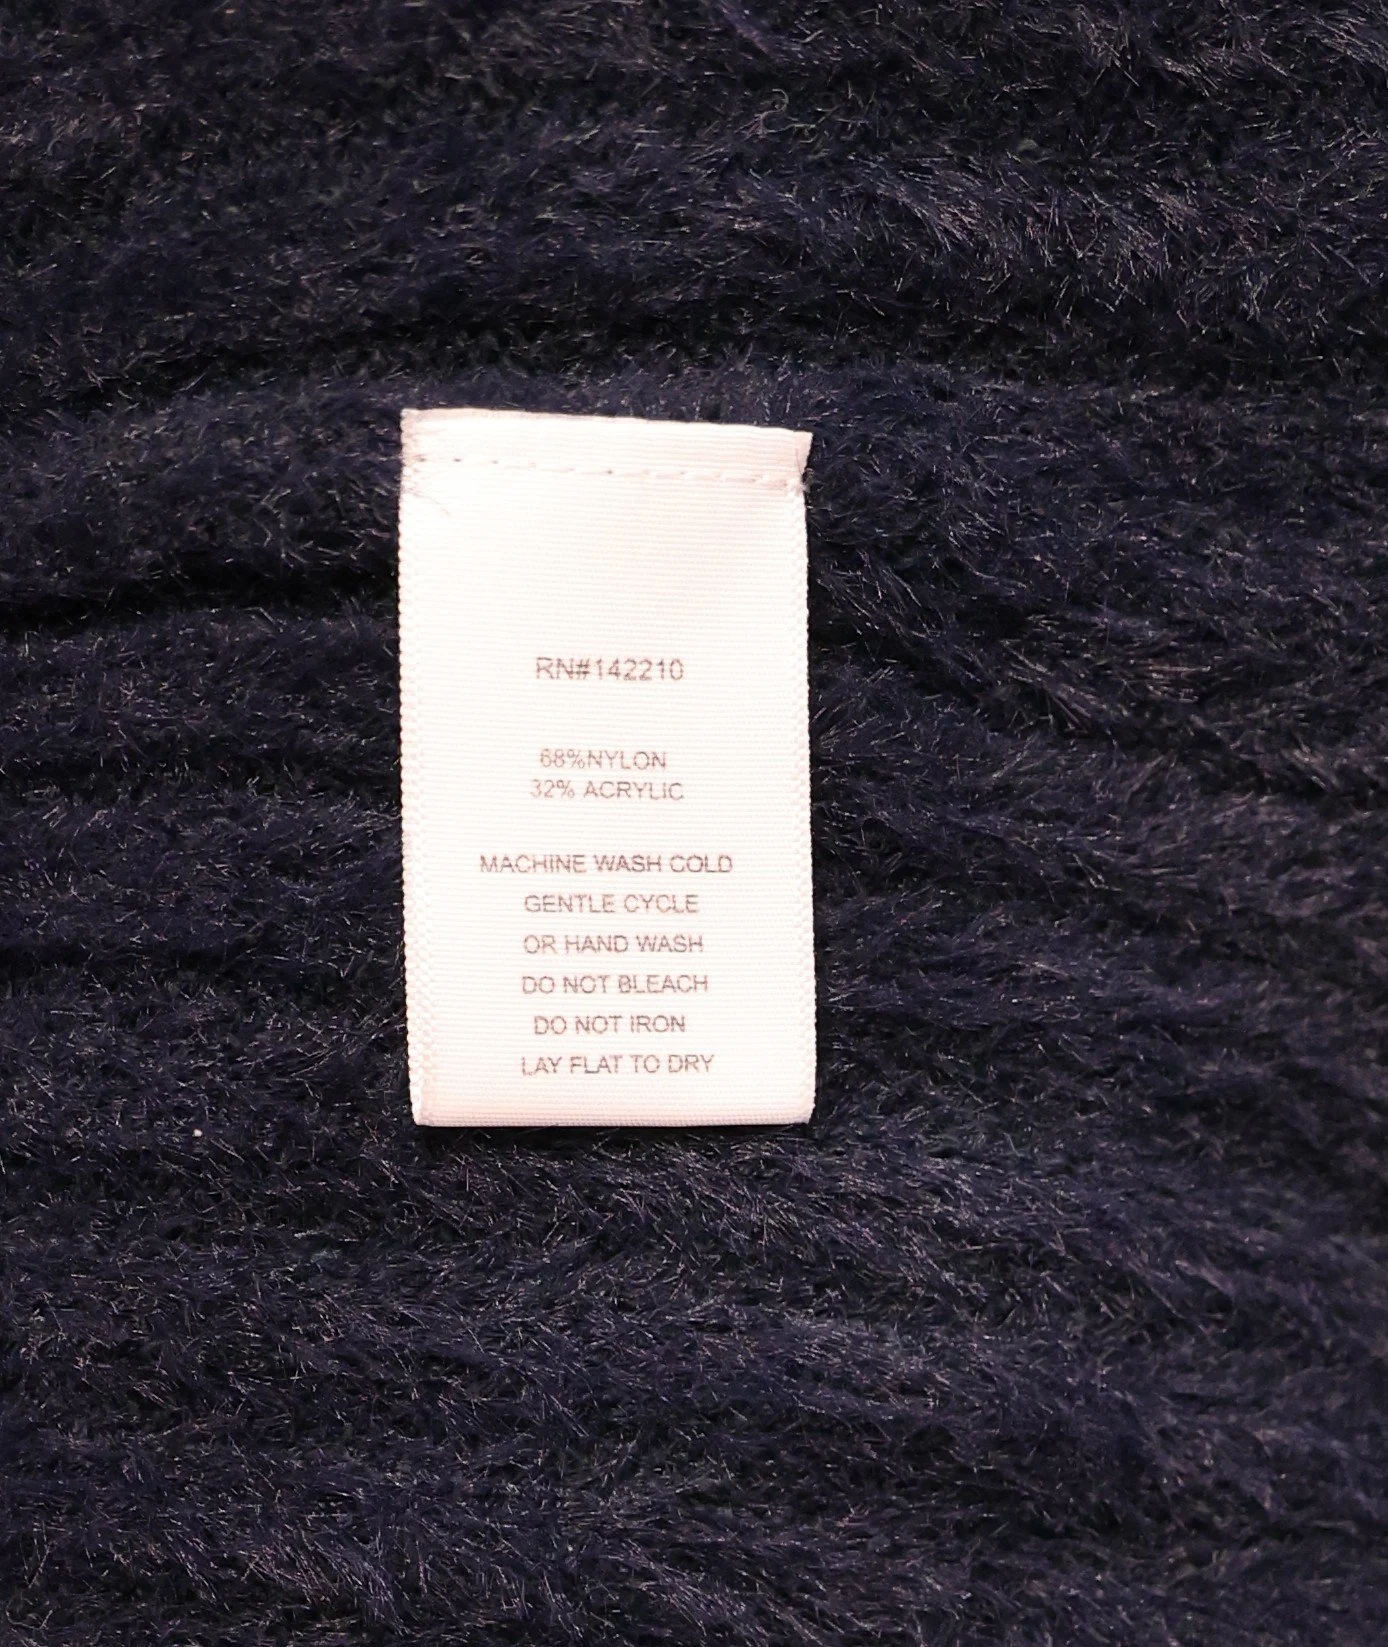 RN#142210
68%NYLON
32% ACRYLIC
MACHINE WASH COLD
GENTLE CYCLE
OR HAND WASH
DO NOT BLEACH
DO NOT IRON
LAY FLAT TO DRY